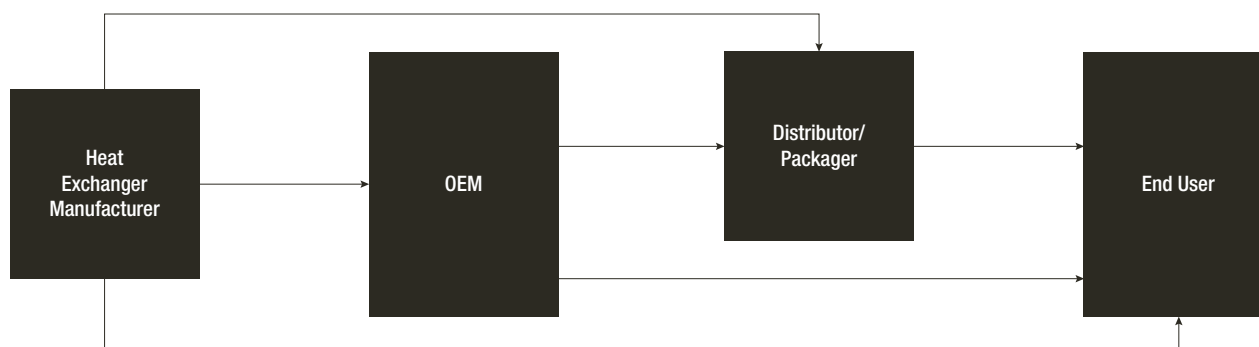 Heat
Exchanger
Manufacturer
OEM
Distributor/
Packager
End User